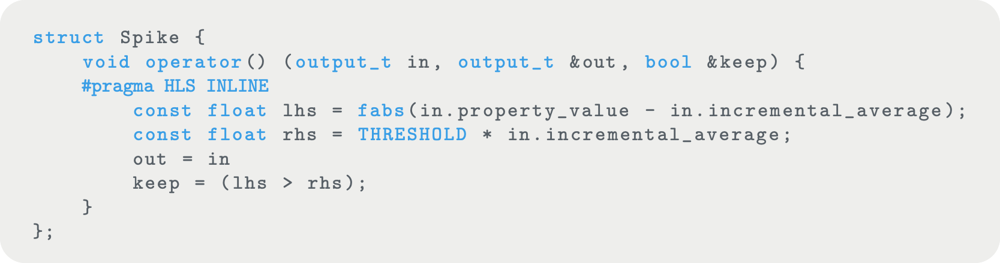 struct Spike {
void operator() (output_t in, output_t &out, bool &keep) {
#pragma HLS INLINE
const float lhs = fabs(in.property_value - in.incremental_average);
const float rhs = THRESHOLD * in.incremental_average;
out = in
keep = (lhs > rhs);
}
};